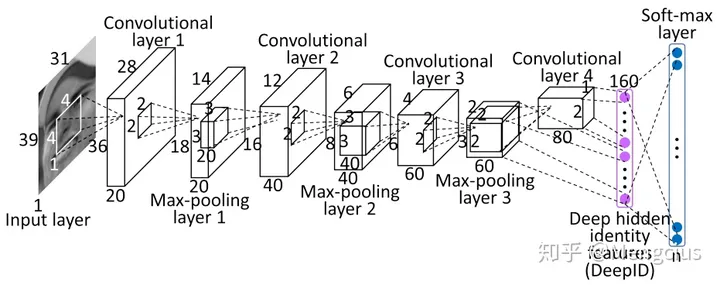 Convolutional
layer 1
Convolutional
layer 2
Convolutional
layer 3
Convolutional
layer 4
Soft-max
layer
31
39
4
4
1
1
Input layer
28
36
2
2
20
14
18
3
3
20
20
Max-pooling
layer 1
12
16
2
2
40
6
8
3
3
40
40
Max-pooling
layer 2
4
6
2
2
60
2
3
2
2
60
Max-pooling
layer 3
1
2
80
160
Deep hidden
identity
features
(DeepID)
n
知乎